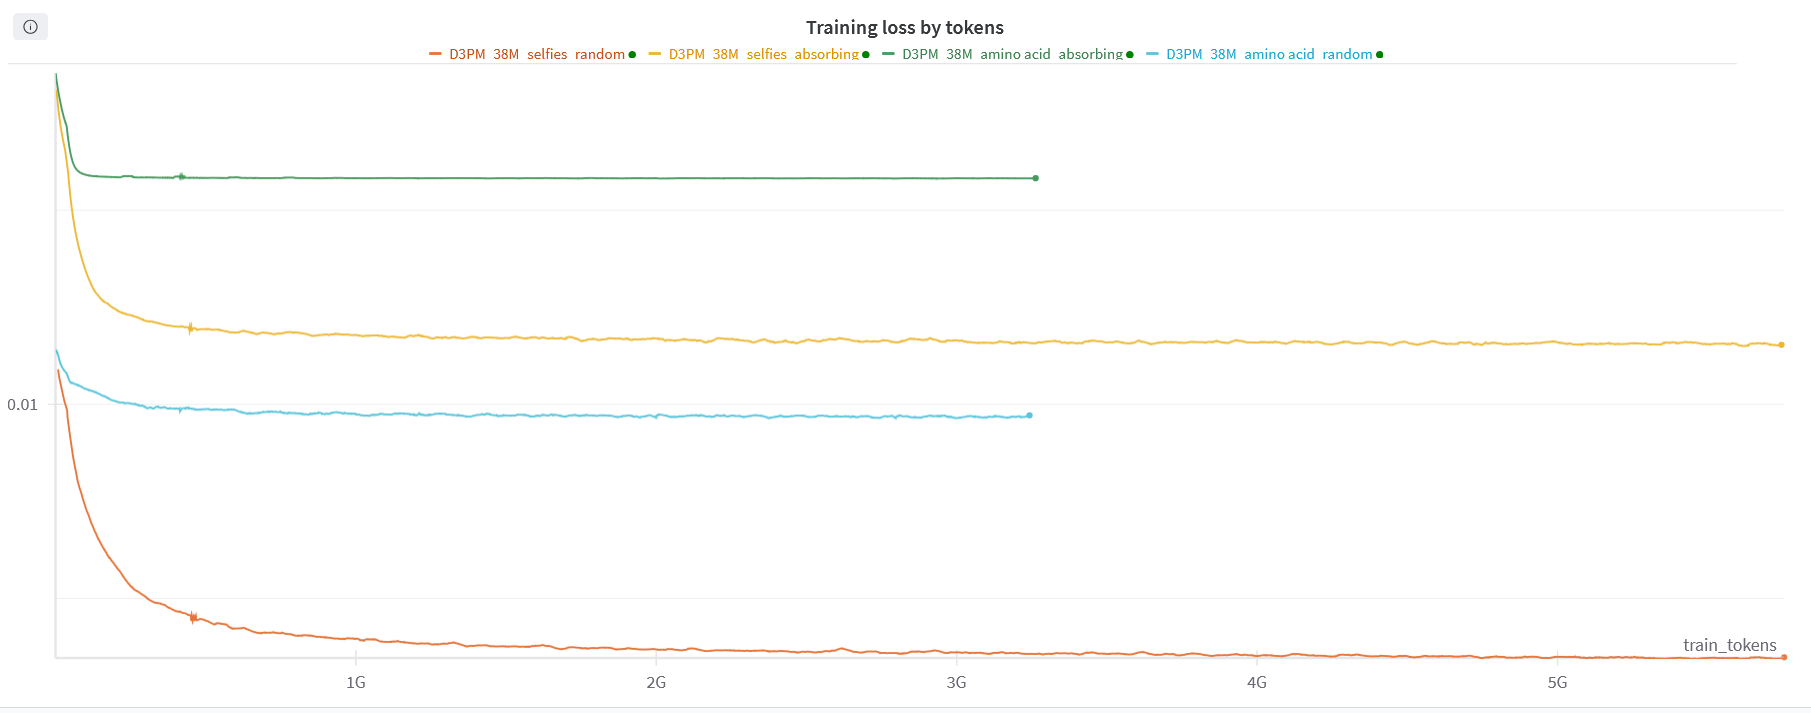 Training loss by tokens
D3PM 38M selfies random D3PM 38M selfies absorbing D3PM 38M amino acid absorbing D3PM 38M amino acid random
0.01
train_tokens
1G 2G 3G 4G 5G